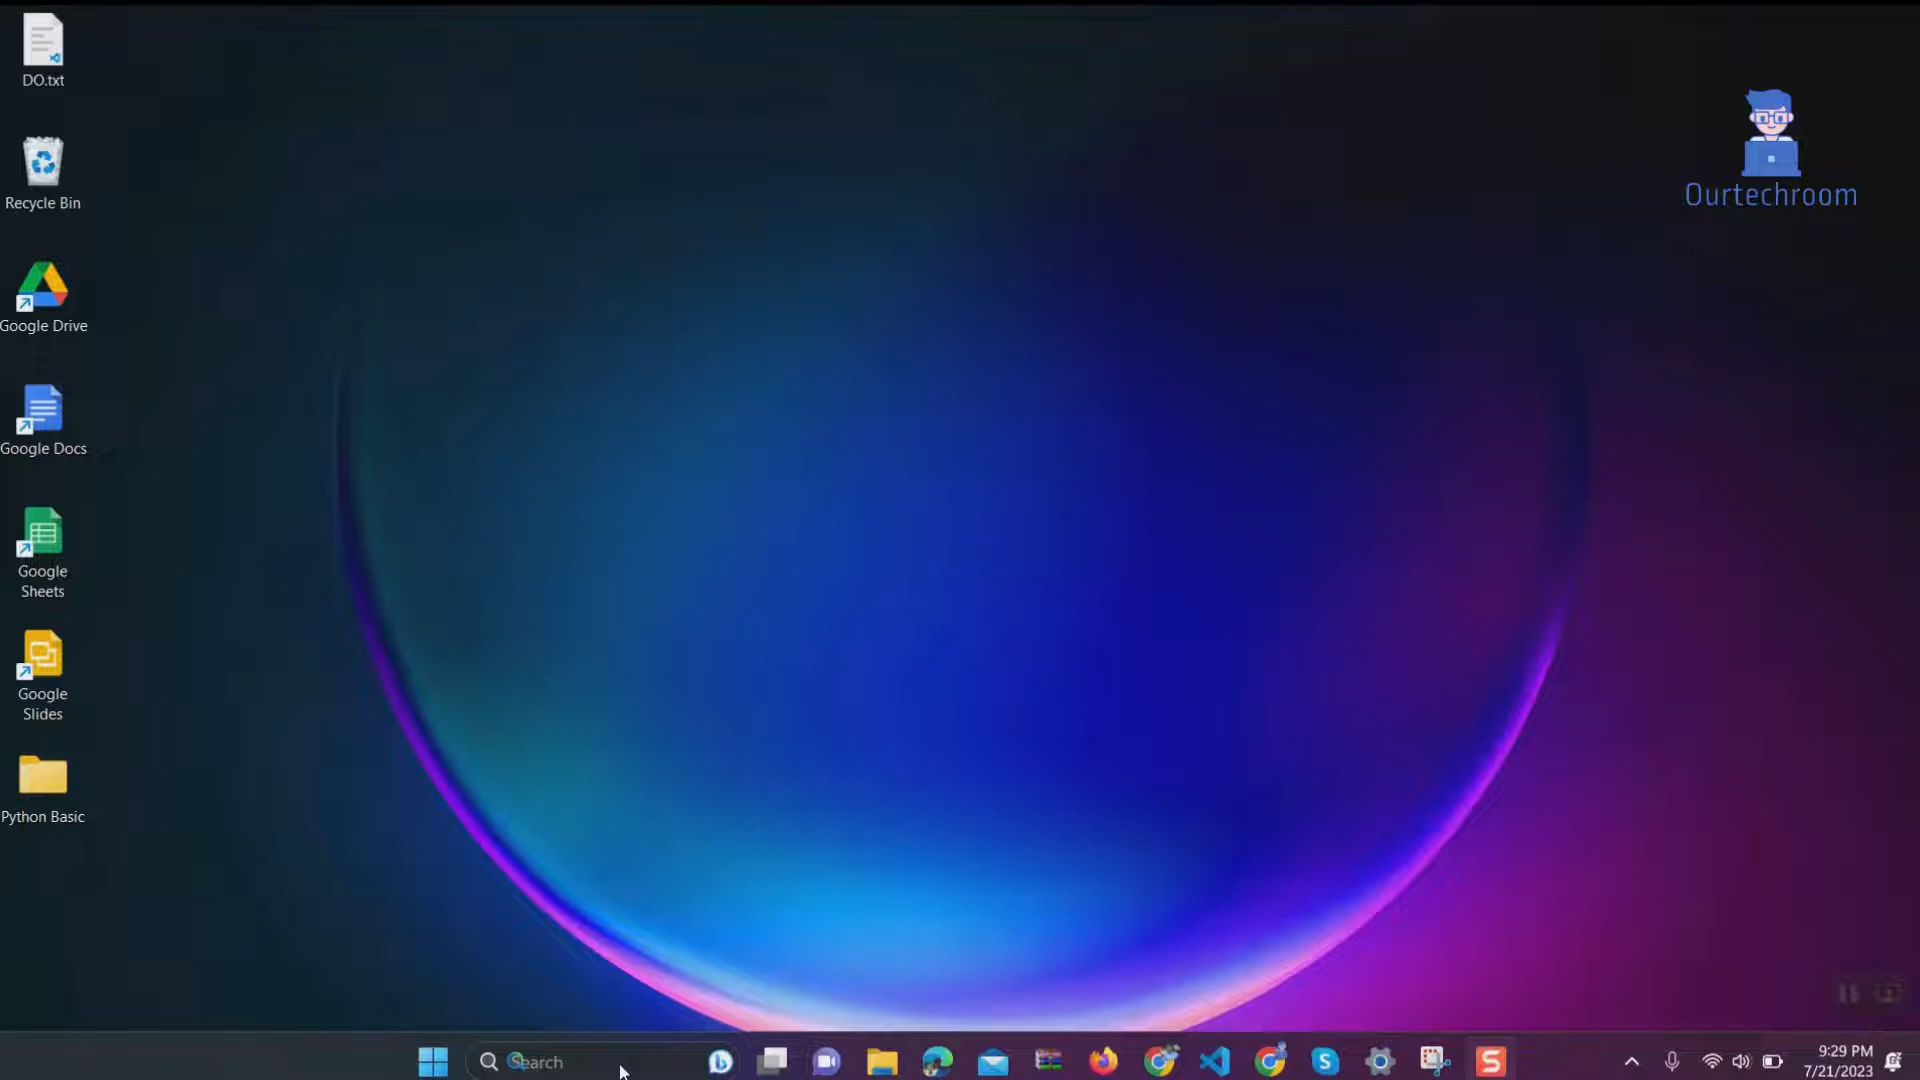 DO.txt
Recycle Bin
Google Drive
Google Docs
Google
Sheets
Google
Slides
Python Basic
Ourtechroom
Search
9:29 PM
7/21/2023